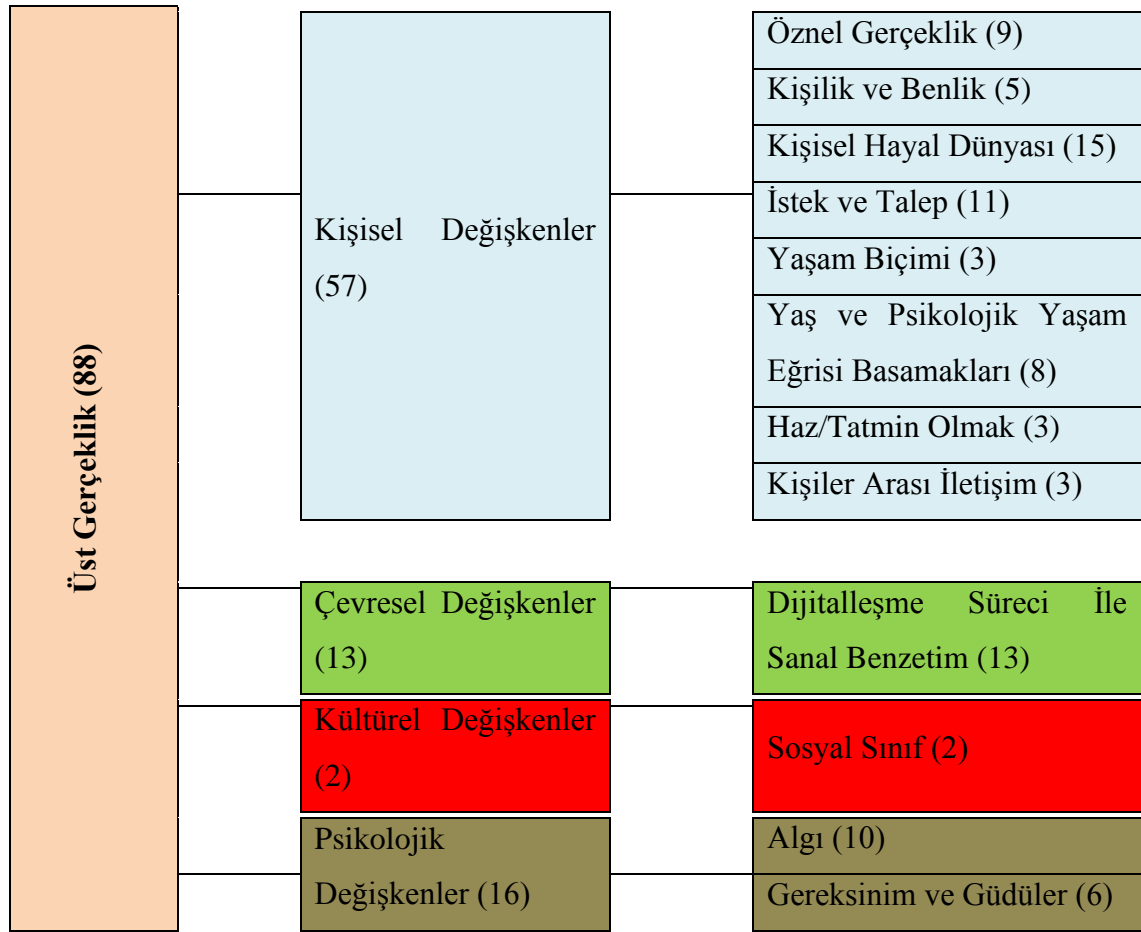 Üst Gerçeklik (88)
Kişisel Değişkenler
(57)
Öznel Gerçeklik (9)
Kişilik ve Benlik (5)
Kişisel Hayal Dünyası (15)
İstek ve Talep (11)
Yaşam Biçimi (3)
Yaş ve Psikolojik Yaşam
Eğrisi Basamakları (8)
Haz/Tatmin Olmak (3)
Kişiler Arası İletişim (3)
Çevresel Değişkenler
(13)
Dijitalleşme Süreci İle
Sanal Benzetim (13)
Kültürel Değişkenler
(2)
Sosyal Sınıf (2)
Psikolojik
Değişkenler (16)
Algı (10)
Gereksinim ve Güdüler (6)